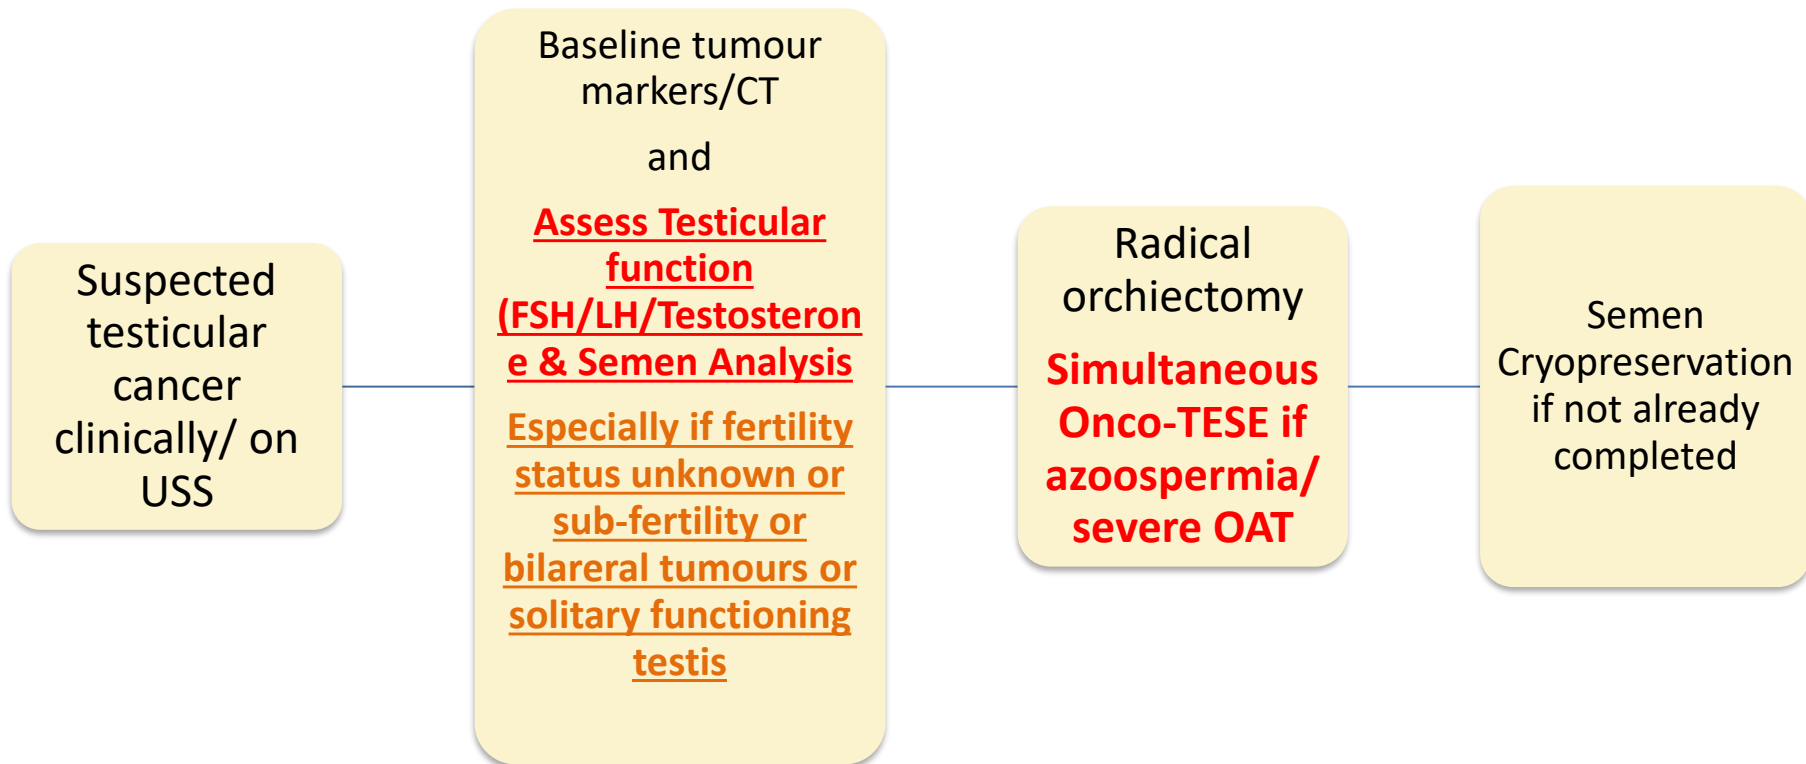 Suspected
testicular
cancer
clinically/ on
USS
Baseline tumour
markers/CT
and
Assess Testicular
function
(FSH/LH/Testosteron
e & Semen Analysis
Especially if fertility
status unknown or
sub-fertility or
bilareral tumours or
solitary functioning
testis
Radical
orchiectomy
Simultaneous
Onco-TESE if
azoospermia/
severe OAT
Semen
Cryopreservation
if not already
completed